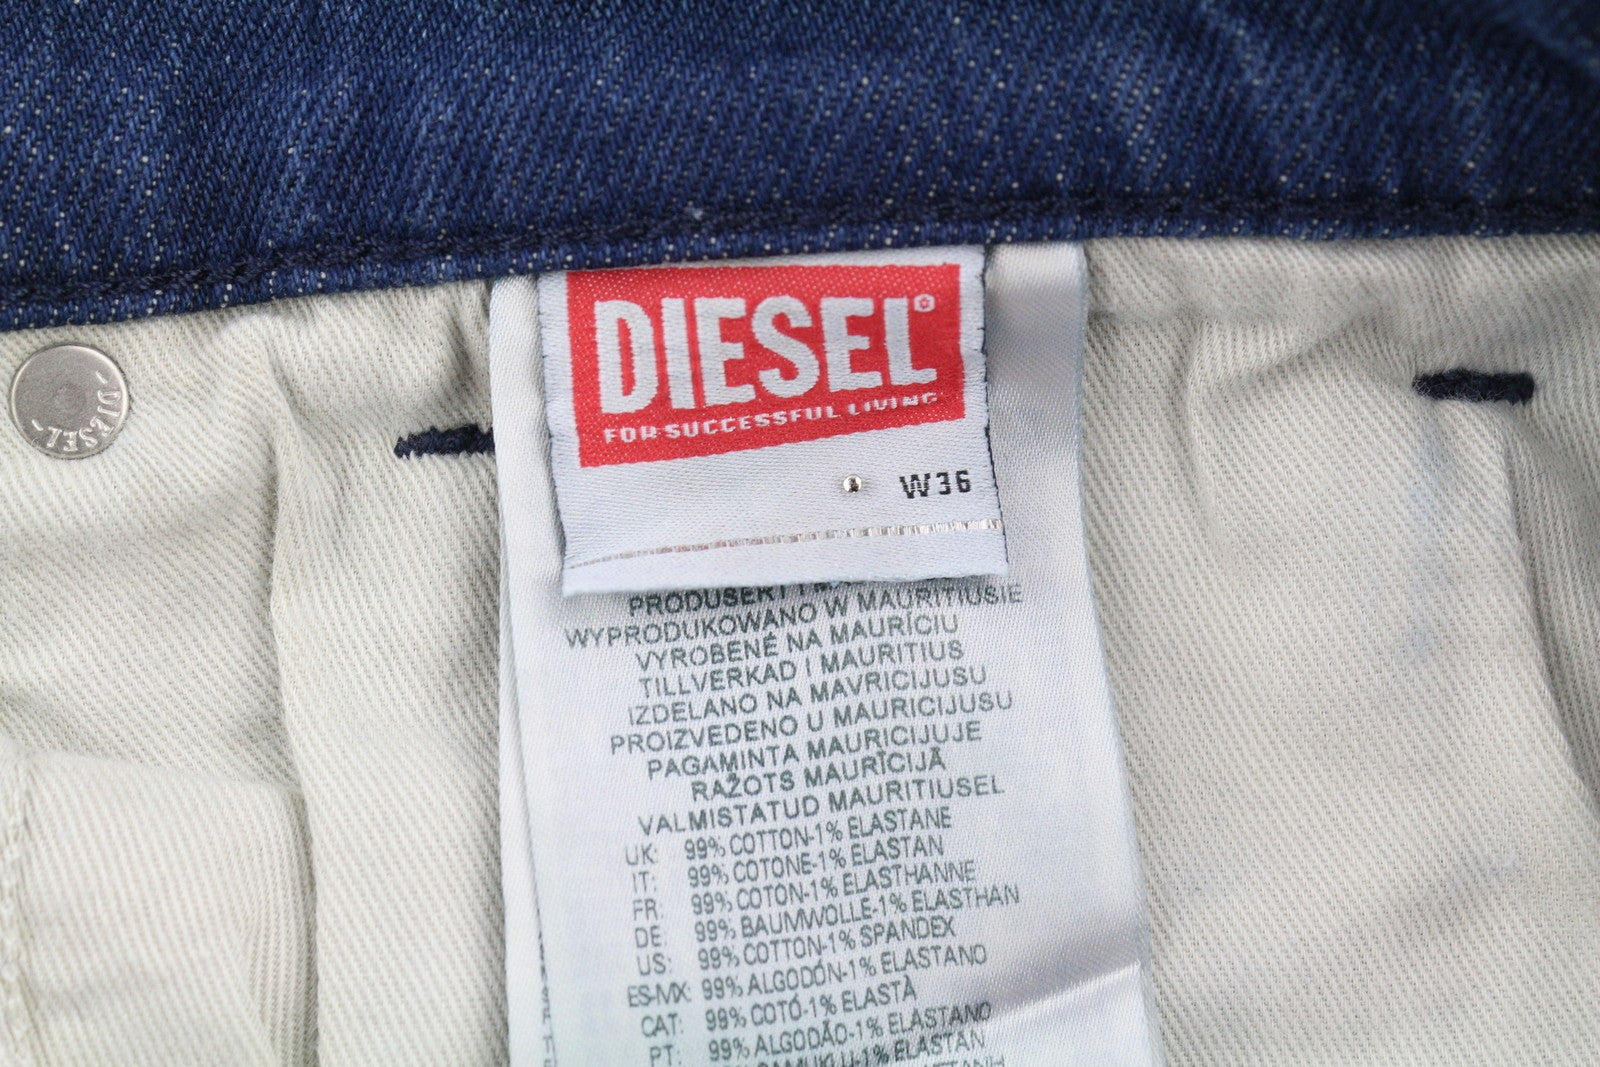 DIESEL
DIESEL®
FOR SUCCESSFUL LIVING
W36
WYPRODUKOWANO W MAURITIUSIE
VYROBENÉ NA MAURÍCIU
TILLVERKAD I MAURITIUS
IZDELANO NA MAVRICIJUSU
PROIZVEDENO U MAURICIJUSU
PAGAMINTA MAURICIJUJE
RAŽOTS MAURĪCIJĀ
VALMISTATUD MAURITIUSEL
UK: 99% COTTON-1% ELASTANE
IT: 99% COTONE-1% ELASTAN
FR: 99% COTON-1% ELASTHANNE
DE: 99% BAUMWOLLE-1% ELASTHAN
US: 99% COTTON-1% SPANDEX
ES-MX: 99% ALGODÓN-1% ELASTANO
CAT: 99% COTÓ-1% ELASTÀ
PT: 99% ALGODÃO-1% ELASTANO